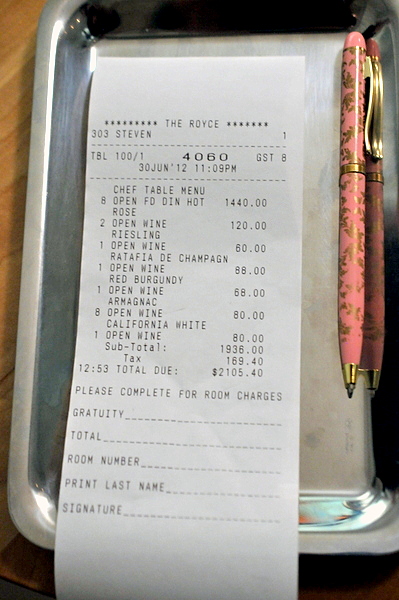 ********* THE ROYCE *******
303 STEVEN 1
TBL 100/1 4060 GST 8
30JUN'12 11:09PM
CHEF TABLE MENU
8 OPEN FD DIN HOT 1440.00
ROSE
2 OPEN WINE 120.00
RIESLING
1 OPEN WINE 60.00
RATAFIA DE CHAMPAGN
1 OPEN WINE 88.00
RED BURGUNDY
1 OPEN WINE 68.00
ARMAGNAC
8 OPEN WINE 80.00
CALIFORNIA WHITE
1 OPEN WINE 80.00
Sub-Total: 1936.00
Tax 169.40
12:53 TOTAL DUE: $2105.40
PLEASE COMPLETE FOR ROOM CHARGES
GRATUITY
TOTAL
ROOM NUMBER
PRINT LAST NAME
SIGNATURE